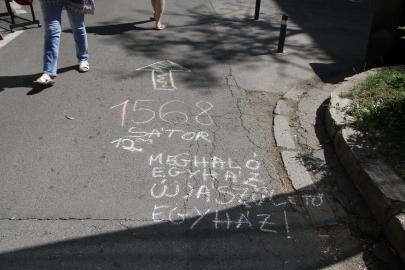 1568
SÁTOR
MEGHALÓ
EGYHÁZ
ÚJJÁSZÜLETŐ
EGYHÁZ!